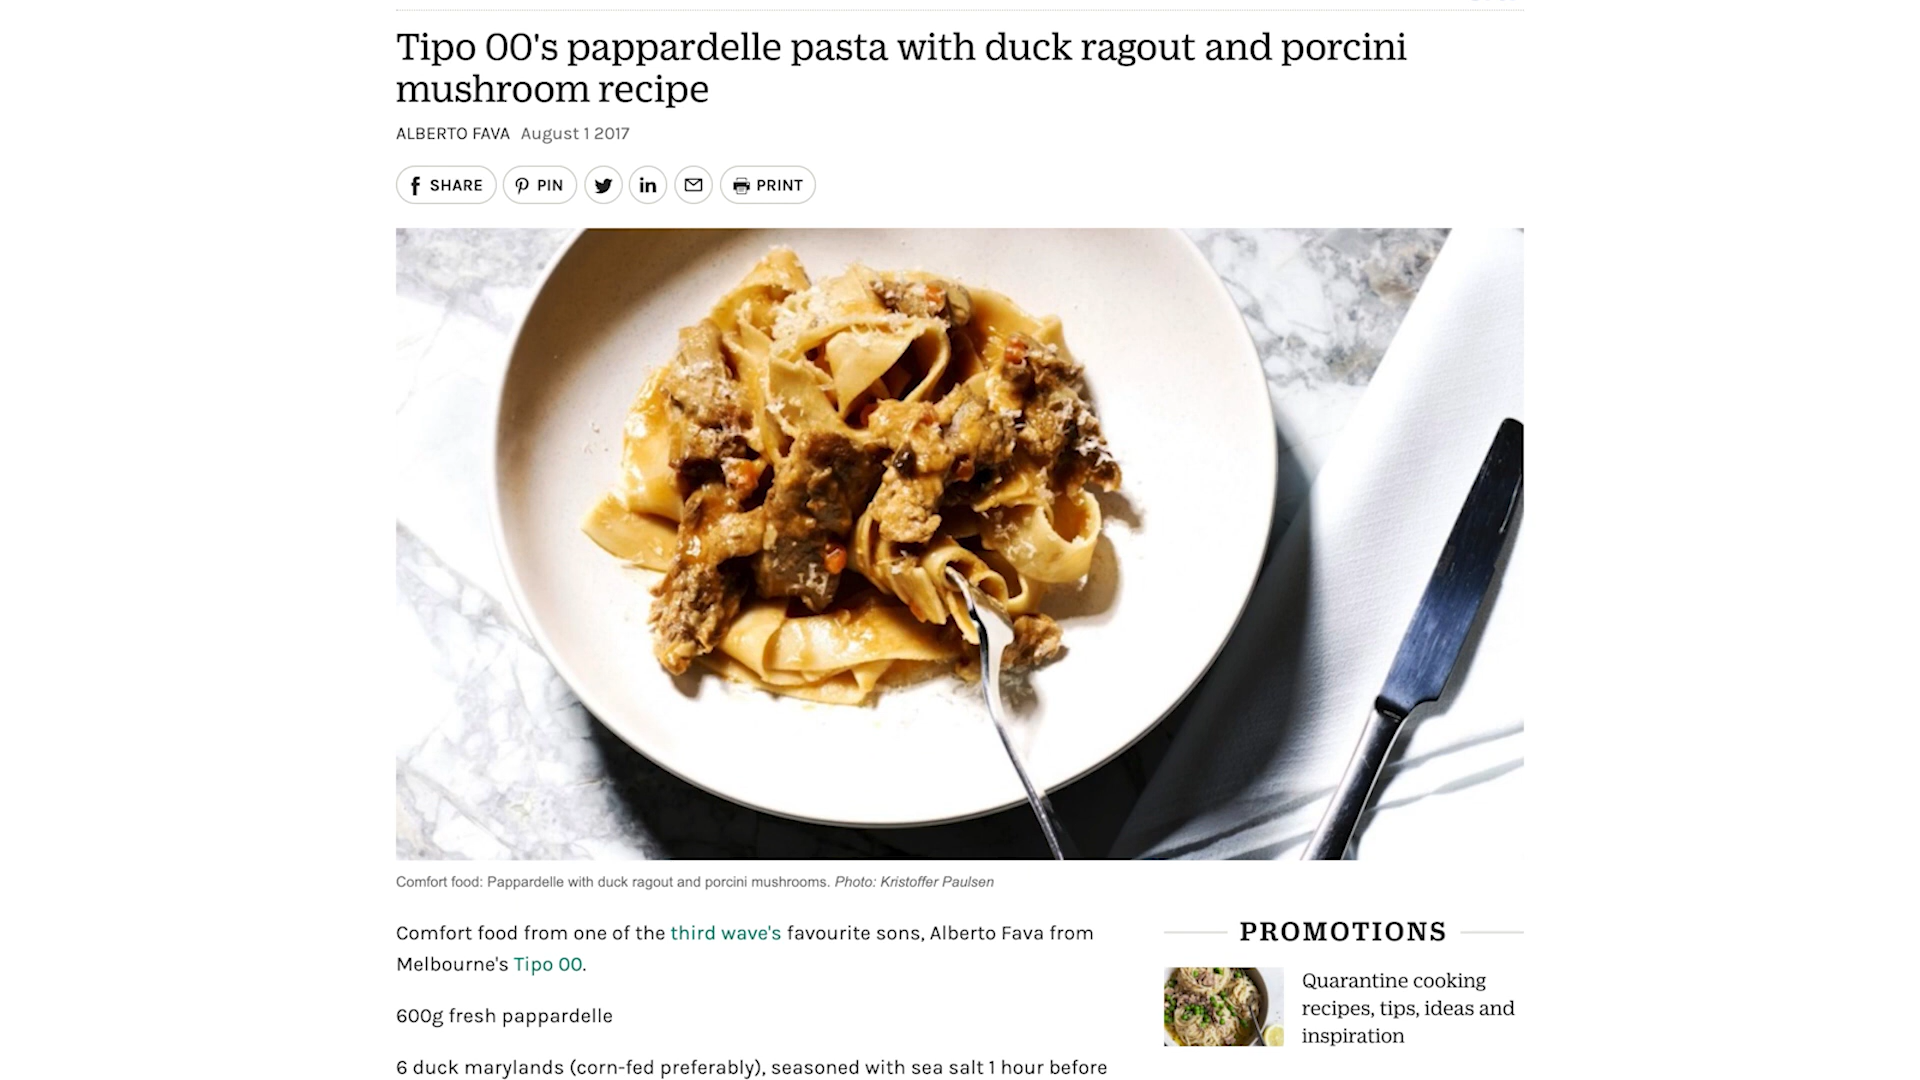 Tipo 00's pappardelle pasta with duck ragout and porcini
mushroom recipe
ALBERTO FAVA August 1 2017
SHARE PIN in PRINT
Comfort food: Pappardelle with duck ragout and porcini mushrooms. Photo: Kristoffer Paulsen
Comfort food from one of the third wave's favourite sons, Alberto Fava from
Melbourne's Tipo 00.
600g fresh pappardelle
6 duck marylands (corn-fed preferably), seasoned with sea salt 1 hour before
PROMOTIONS
Quarantine cooking
recipes, tips, ideas and
inspiration